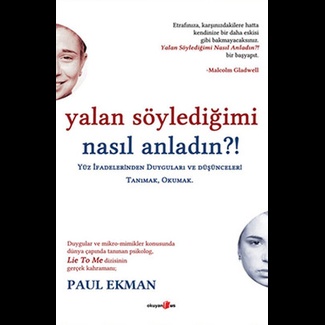 Etrafınıza, karşınızdakilere hatta
kendinize bir daha eskisi
gibi bakmayacaksınız.
Yalan Söylediğimi Nasıl Anladın?!
bir başyapıt.
-Malcolm Gladwell
yalan söylediğimi
nasıl anladın?!
Yüz İfadelerinden Duyguları ve düşünceleri
Tanımak, Okumak.
Duygular ve mikro-mimikler konusunda
dünya çapında tanınan psikolog,
Lie To Me dizisinin
gerçek kahramanı;
PAUL EKMAN
okuyan us